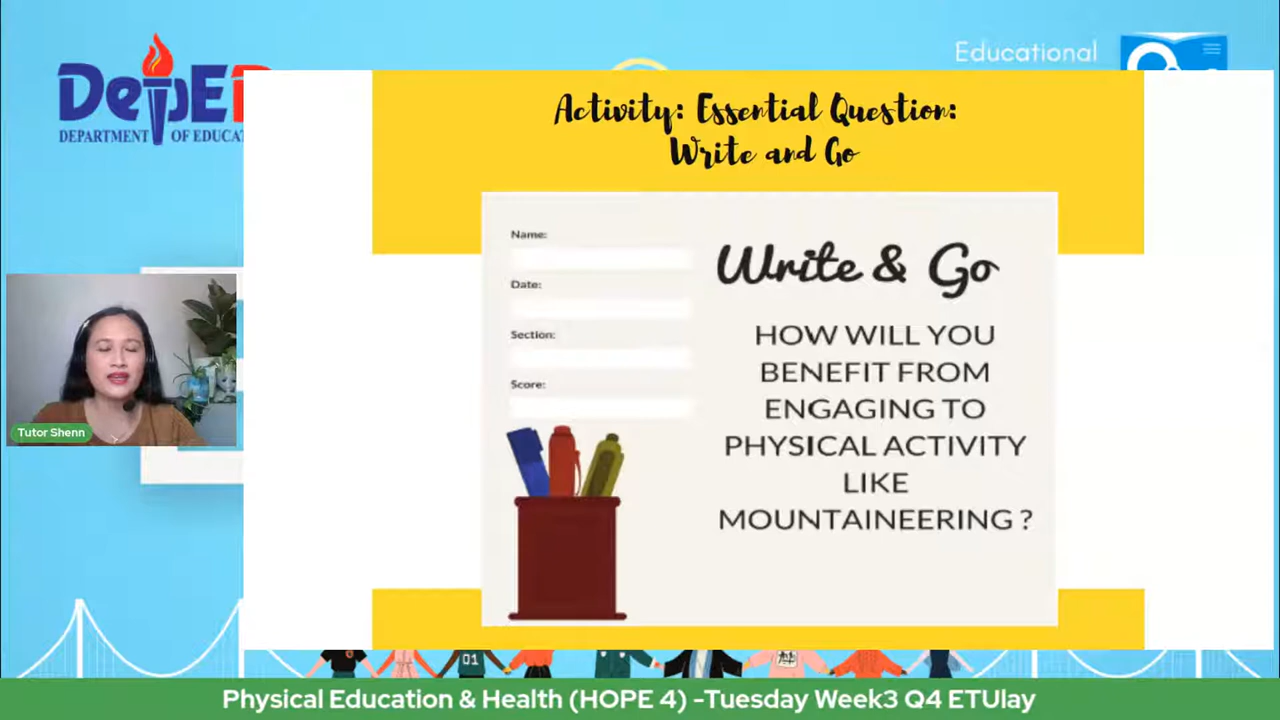 Educational
DepED
DEPARTMENT OF EDUCA
Activity: Essential Question:
Write and Go
Name:
Date:
Section:
Score:
Write & Go
HOW WILL YOU
BENEFIT FROM
ENGAGING TO
PHYSICAL ACTIVITY
LIKE
MOUNTAINEERING ?
Tutor Shenn
01
Physical Education & Health (HOPE 4) -Tuesday Week3 Q4 ETUlay